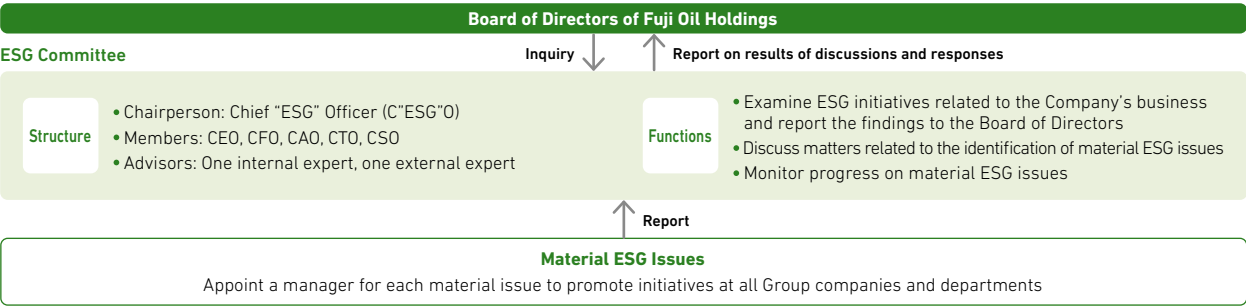 Board of Directors of Fuji Oil Holdings
ESG Committee
Inquiry
Report on results of discussions and responses
Structure
• Chairperson: Chief “ESG” Officer (C”ESG”O)
• Members: CEO, CFO, CAO, CTO, CSO
• Advisors: One internal expert, one external expert
Functions
• Examine ESG initiatives related to the Company’s business
and report the findings to the Board of Directors
• Discuss matters related to the identification of material ESG issues
• Monitor progress on material ESG issues
Report
Material ESG Issues
Appoint a manager for each material issue to promote initiatives at all Group companies and departments